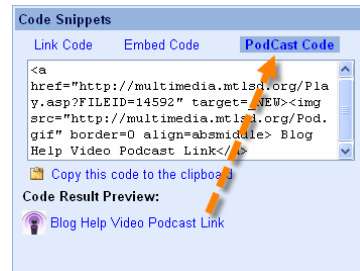 Code Snippets
Link Code Embed Code PodCast Code
<a
href="http://multimedia.mtlsd.org/Pla
y.asp?FILEID=14592" target=_NEW><img
src="http://multimedia.mtlsd.org/Pod.
gif" border=0 align=absmiddle> Blog
Help Video Podcast Link</a>
Copy this code to the clipboard
Code Result Preview:
Blog Help Video Podcast Link